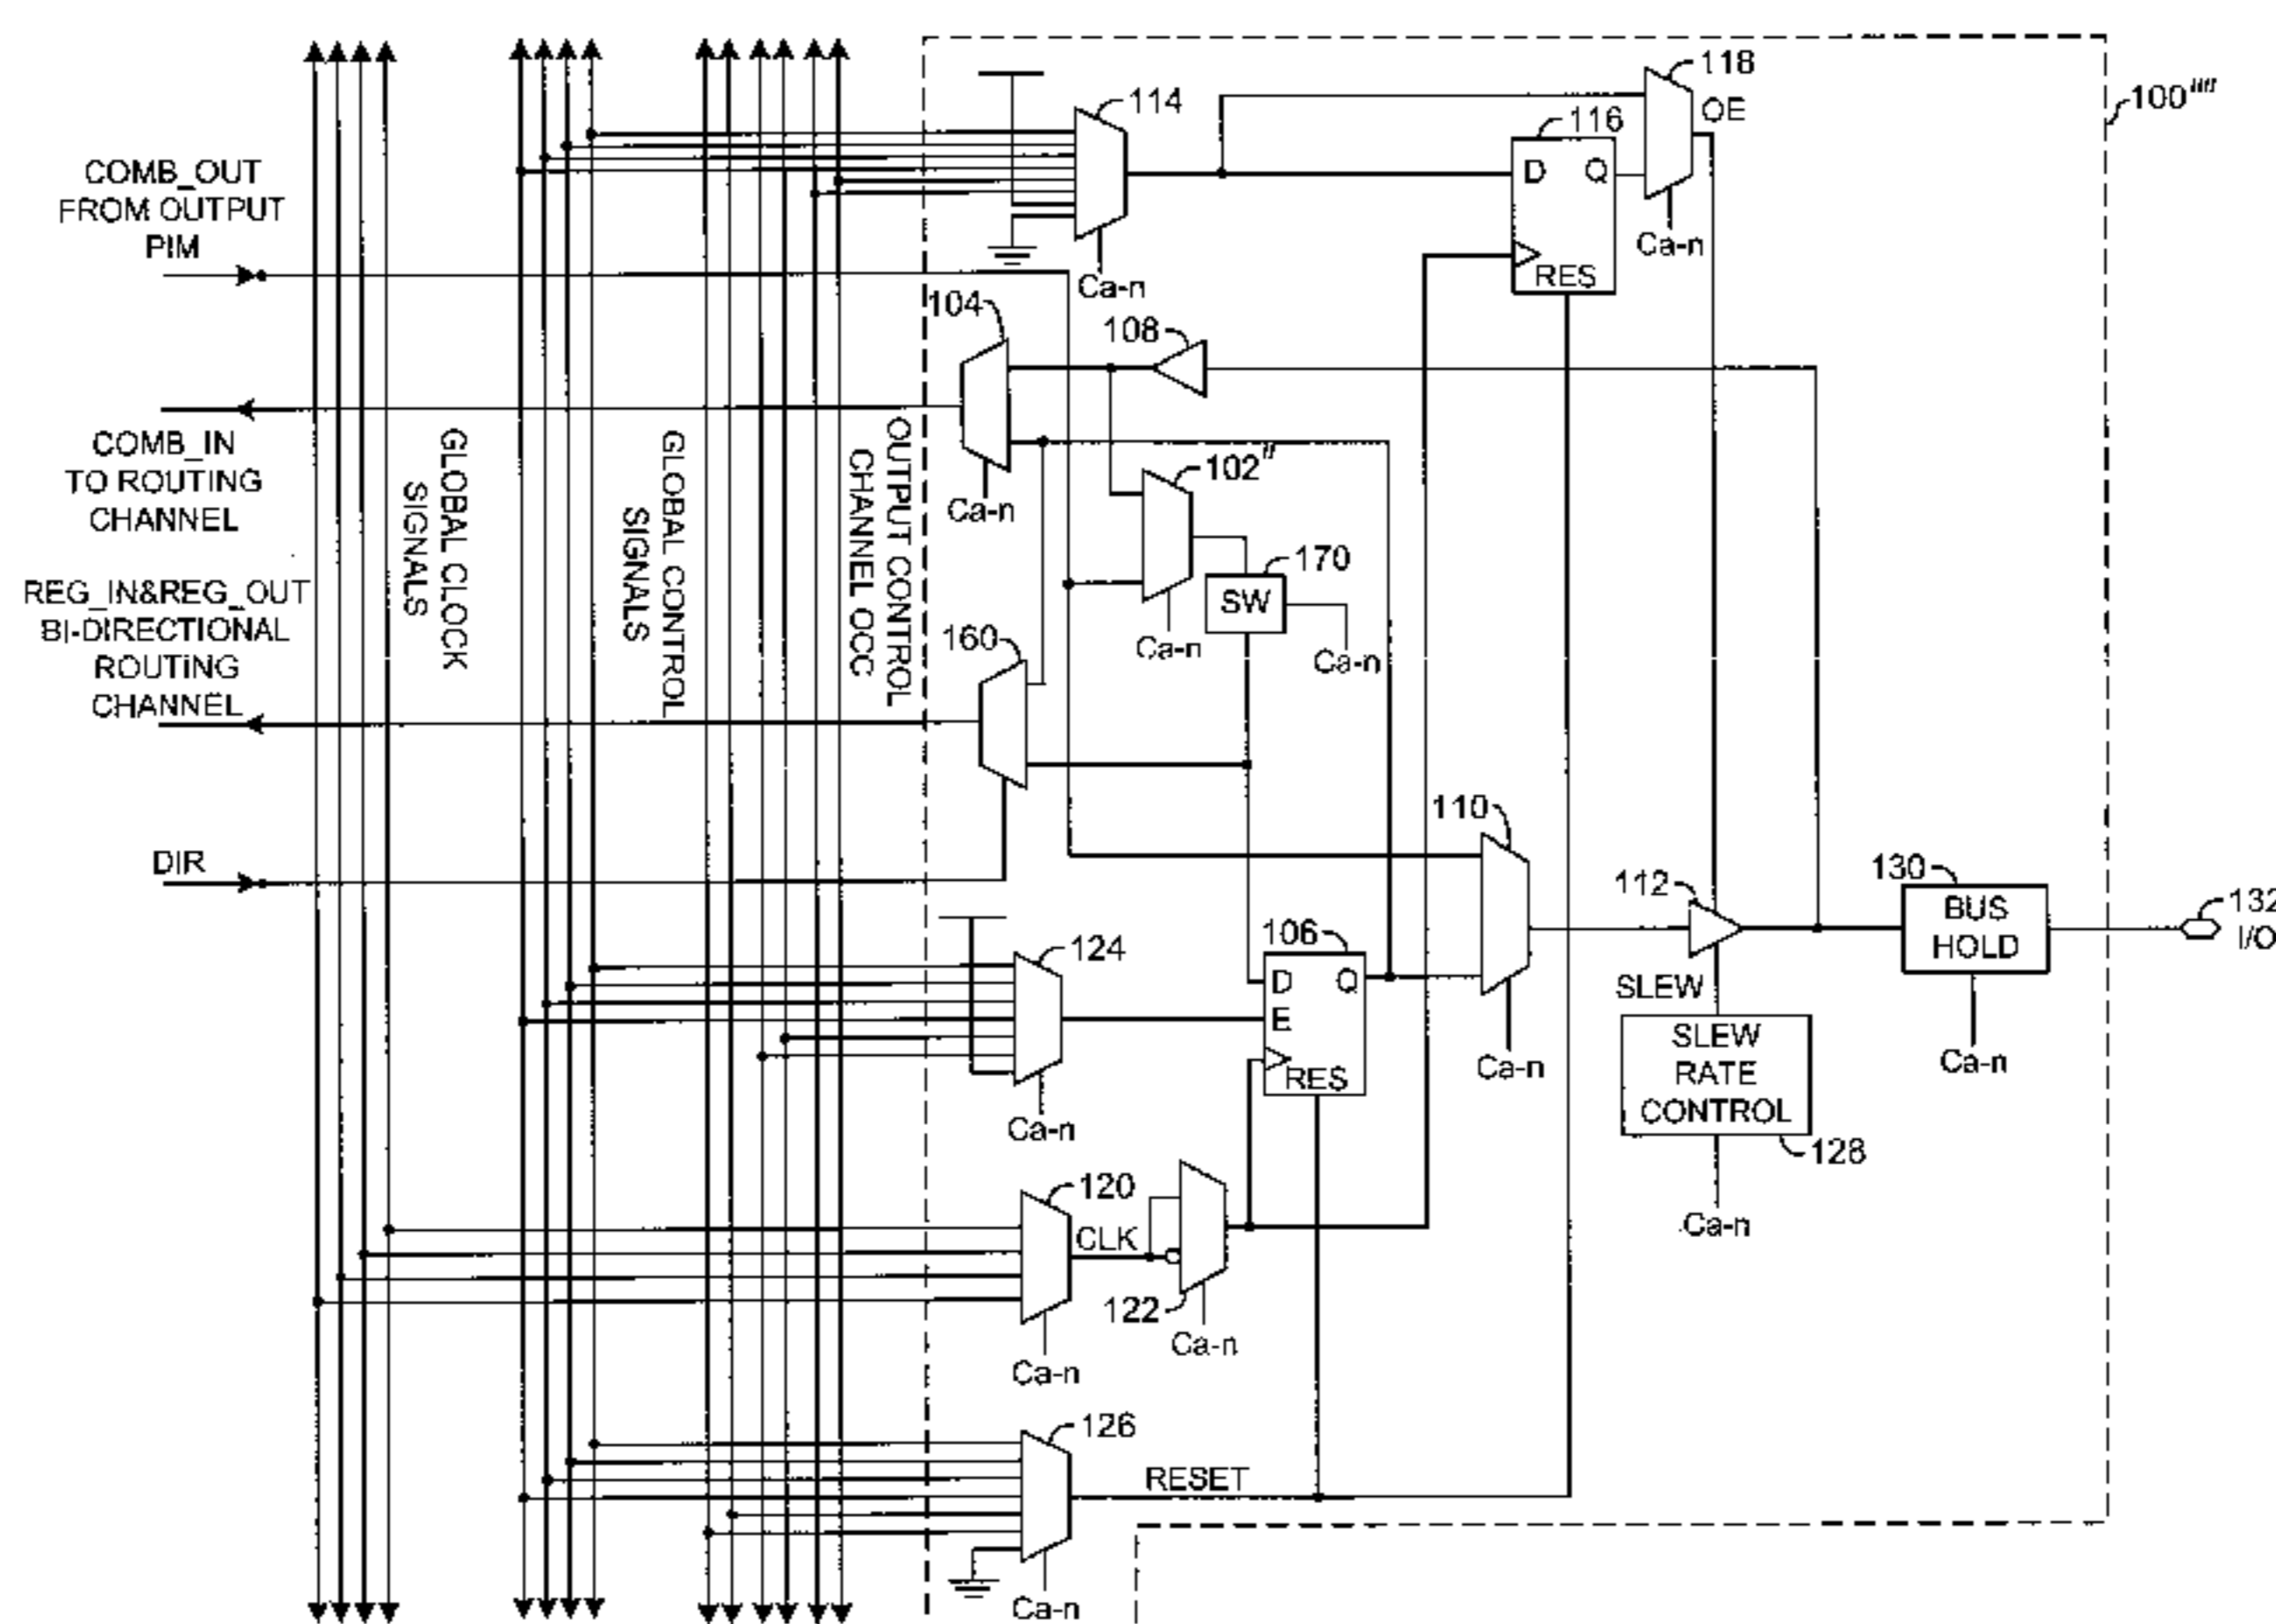 118
100""
114
OE
116
COMB_OUT
FROM OUTPUT
PIM
D Q
Ca-n
RES
Ca-n
104
108
COMB_IN
TO ROUTING
CHANNEL
GLOBAL CLOCK
SIGNALS
GLOBAL CONTROL
SIGNALS
OUTPUT CONTROL
CHANNEL OCC
102"
Ca-n
170
SW
REG_IN&REG_OUT
BI-DIRECTIONAL
ROUTING
CHANNEL
160
Ca-n
Ca-n
110
DIR
112
130
BUS
HOLD
132
I/O
124
106
D Q
E
RES
SLEW
Ca-n
Ca-n
SLEW
RATE
CONTROL
128
Ca-n
120
CLK
122
Ca-n
Ca-n
Ca-n
126
RESET
Ca-n